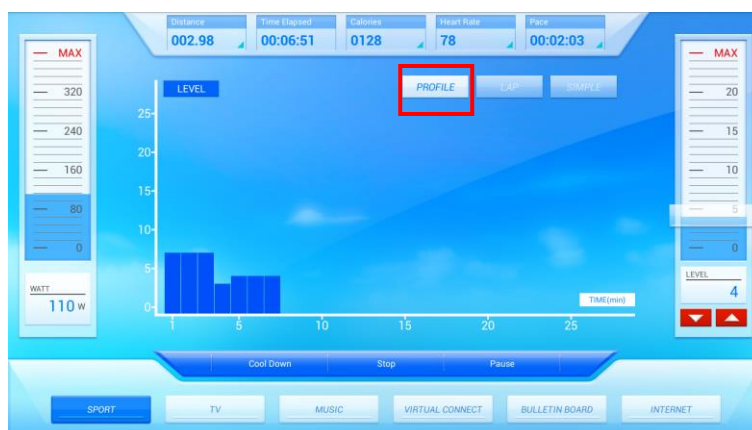 Distance Time Elapsed Calories Heart Rate Pace
002.98 00:06:51 0128 78 00:02:03
MAX
320
240
160
80
0
WATT
110 W
LEVEL
PROFILE LAP SIMPLE
25
20
15
10
5
0
1 5 10 15 20 25
TIME(min)
MAX
20
15
10
5
0
LEVEL
4
Cool Down Stop Pause
SPORT TV MUSIC VIRTUAL CONNECT BULLETIN BOARD INTERNET